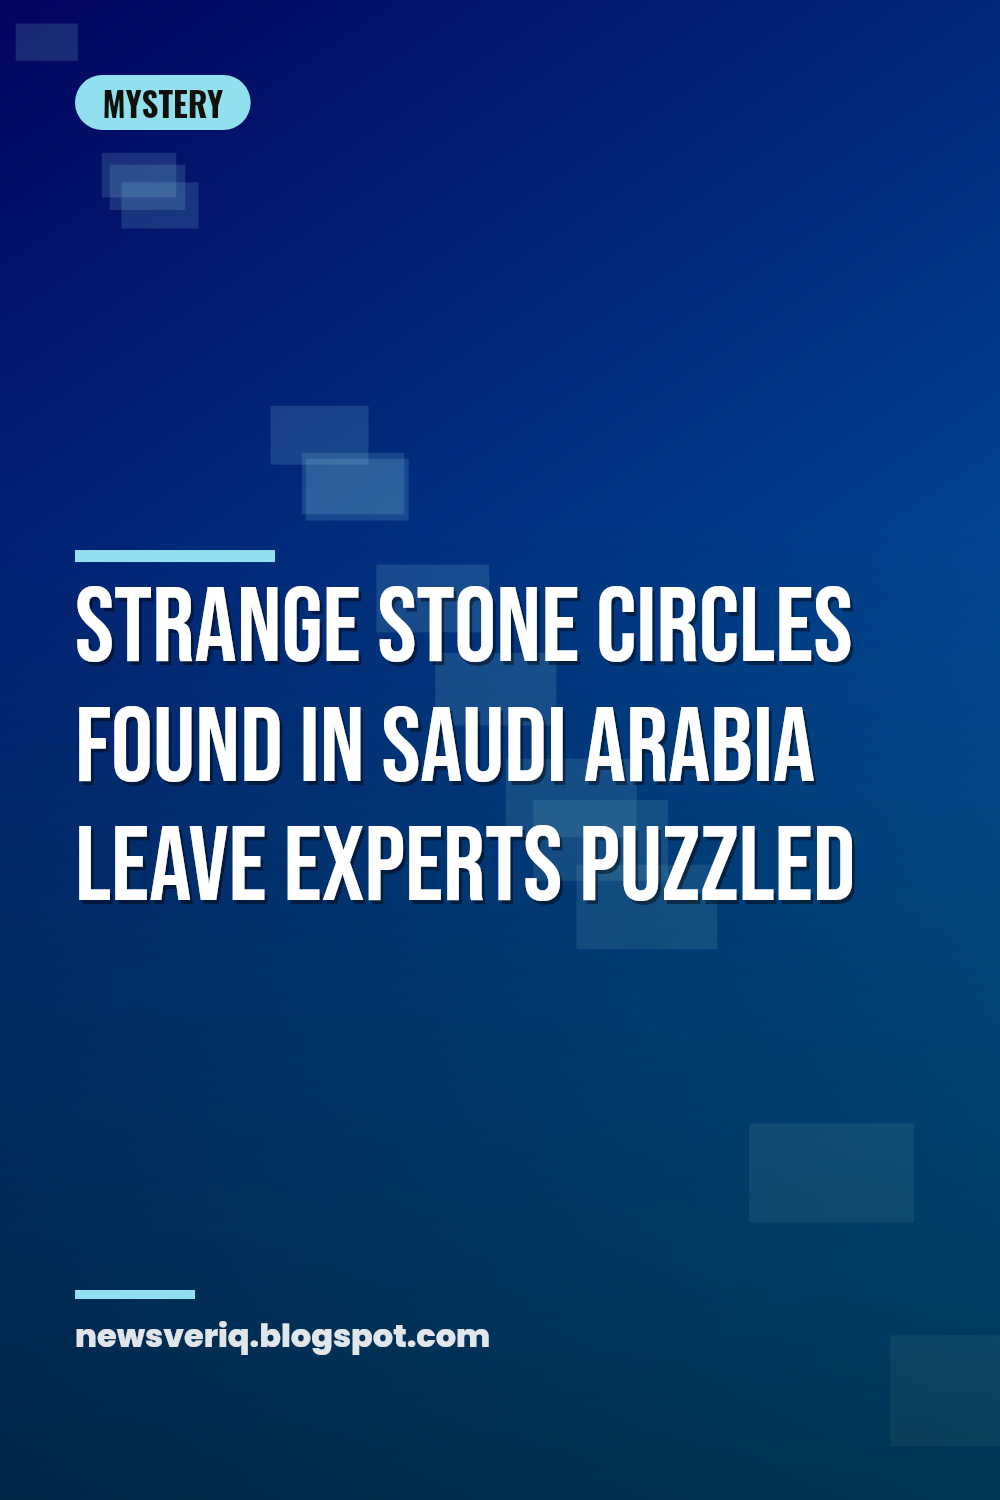 MYSTERY
STRANGE STONE CIRCLES
FOUND IN SAUDI ARABIA
LEAVE EXPERTS PUZZLED
newsveriq.blogspot.com